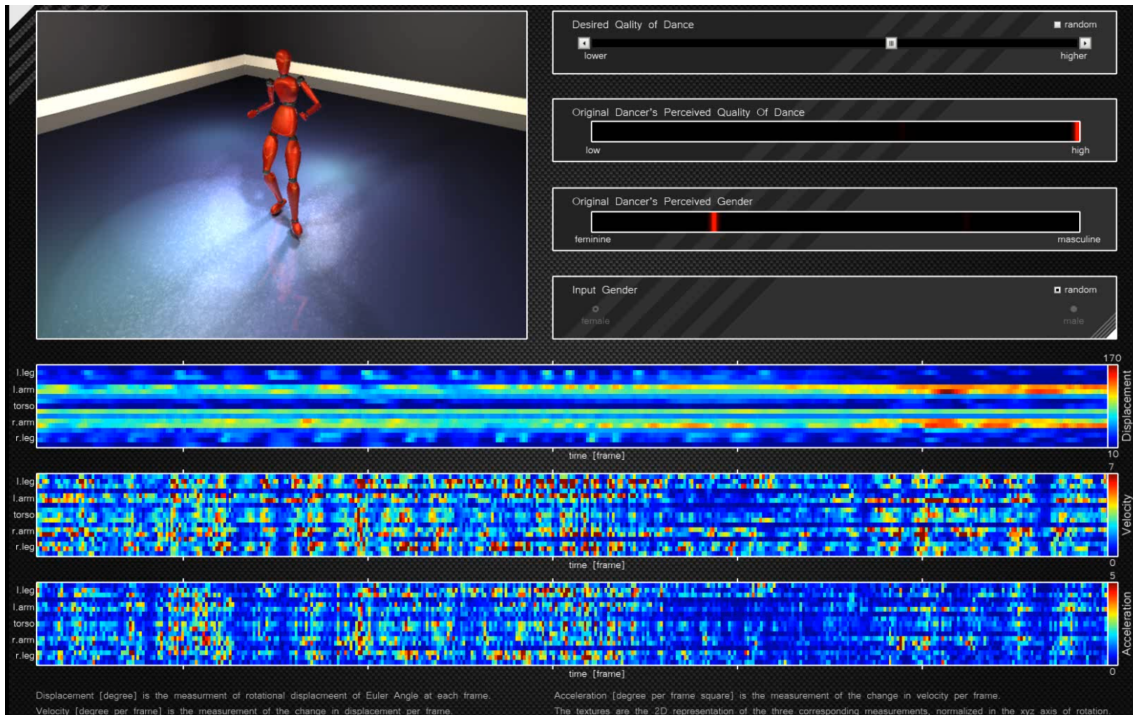 Desired Qality of Dance
random
lower
higher
Original Dancer's Perceived Quality Of Dance
low
high
Original Dancer's Perceived Gender
feminine
masculine
Input Gender
random
female
male
170
l.leg
l.arm
torso
r.arm
r.leg
Displacement
time [frame]
10
7
l.leg
l.arm
torso
r.arm
r.leg
Velocity
time [frame]
0
5
l.leg
l.arm
torso
r.arm
r.leg
Acceleration
time [frame]
0
Displacement [degree] is the measurment of rotational displacmeent of Euler Angle at each frame.
Velocity [degree per frame] is the measurement of the change in displacement per frame.
Acceleration [degree per frame square] is the measurement of the change in velocity per frame.
The textures are the 2D representation of the three corresponding measurements, normalized in the xyz axis of rotation.